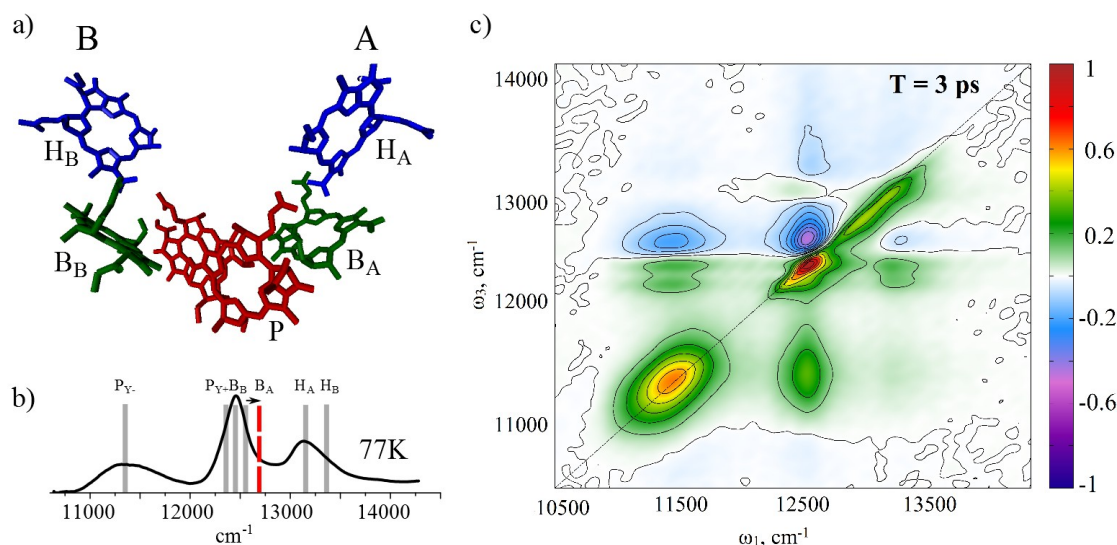 a)
B
A
H_B
H_A
B_B
B_A
P
b)
P_Y- P_Y+ B_B B_A H_A H_B
77K
11000 12000 13000 14000
cm⁻¹
c)
T = 3 ps
14000
13000
12000
11000
ω₃, cm⁻¹
10500 11500 12500 13500
ω₁, cm⁻¹
1
0.6
0.2
-0.2
-0.6
-1